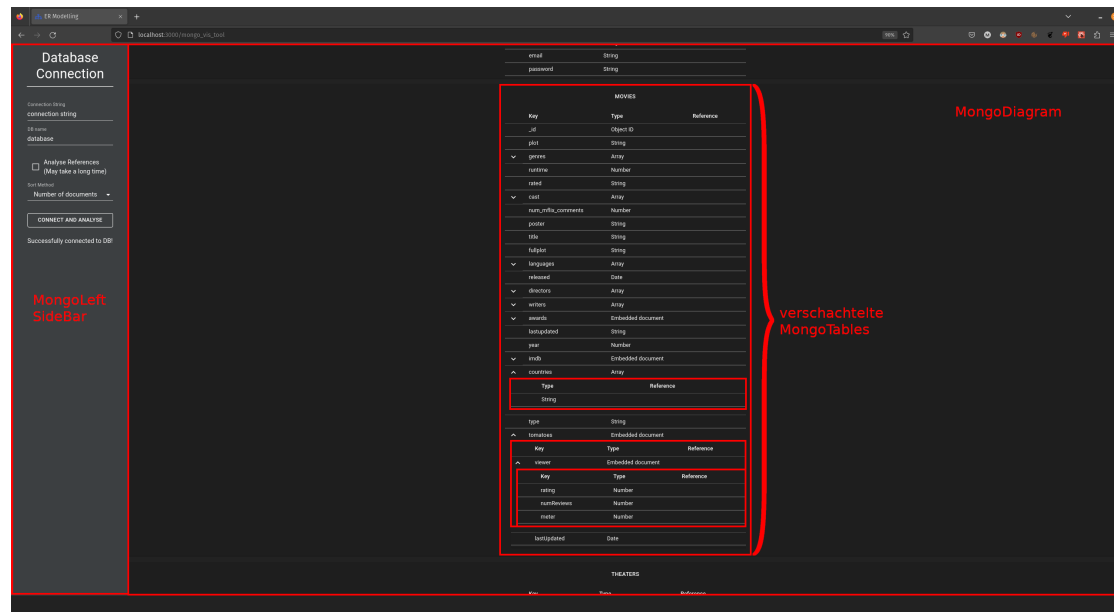 ER Modelling
localhost:3000/mongo_vis_tool
90%
Database
Connection
Connection String
connection string
DB name
database
Analyse References
(May take a long time)
Sort Method
Number of documents
CONNECT AND ANALYSE
Successfully connected to DB!
MongoLeft
SideBar
email String
password String
MOVIES
Key Type Reference
_id Object ID
plot String
genres Array
runtime Number
rated String
cast Array
num_mflix_comments Number
poster String
title String
fullplot String
languages Array
released Date
directors Array
writers Array
awards Embedded document
lastupdated String
year Number
imdb Embedded document
countries Array
Type Reference
String
type String
tomatoes Embedded document
Key Type Reference
viewer Embedded document
Key Type Reference
rating Number
numReviews Number
meter Number
lastUpdated Date
THEATERS
Key Type Reference
MongoDiagram
verschachtelte
MongoTables